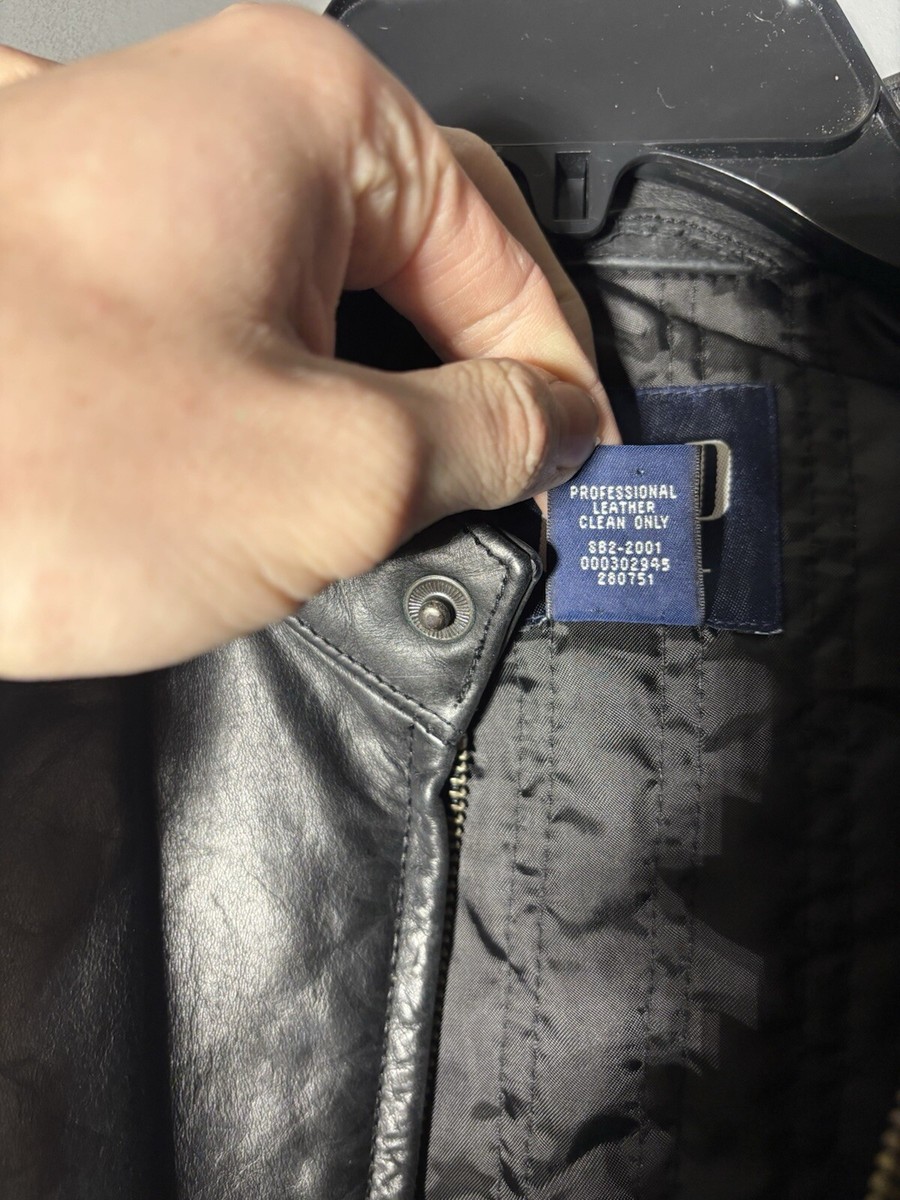 PROFESSIONAL
LEATHER
CLEAN ONLY
SB2-2001
000302945
280751